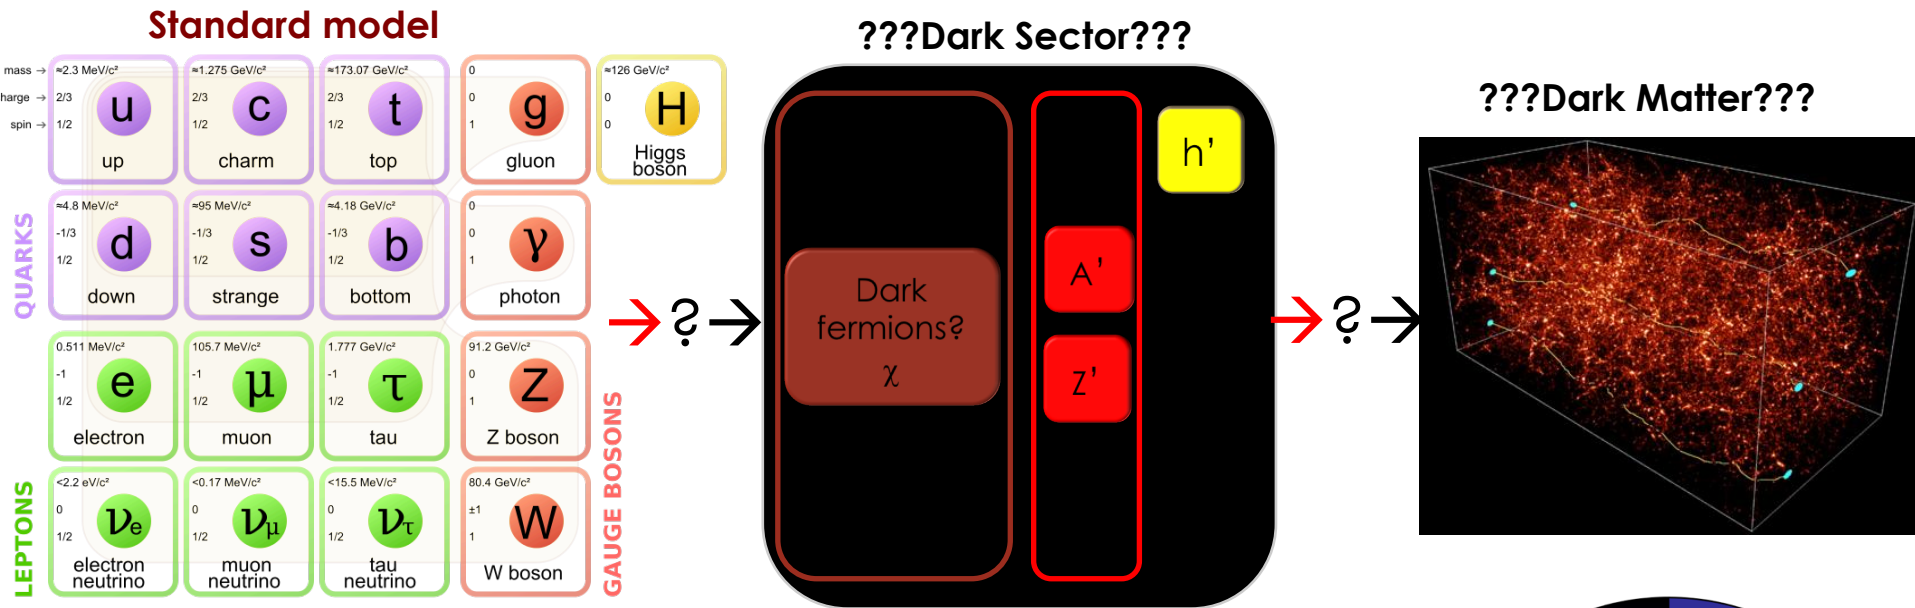 Standard model
mass →
≈2.3 MeV/c²
harge →
2/3
spin →
1/2
u
up
≈1.275 GeV/c²
2/3
1/2
c
charm
≈173.07 GeV/c²
2/3
1/2
t
top
0
0
1
g
gluon
≈126 GeV/c²
0
0
H
Higgs
boson
QUARKS
≈4.8 MeV/c²
-1/3
1/2
d
down
≈95 MeV/c²
-1/3
1/2
s
strange
≈4.18 GeV/c²
-1/3
1/2
b
bottom
0
0
1
γ
photon
0.511 MeV/c²
-1
1/2
e
electron
105.7 MeV/c²
-1
1/2
μ
muon
1.777 GeV/c²
-1
1/2
τ
tau
91.2 GeV/c²
0
1
Z
Z boson
LEPTONS
<2.2 eV/c²
0
1/2
νe
electron
neutrino
<0.17 MeV/c²
0
1/2
νμ
muon
neutrino
<15.5 MeV/c²
0
1/2
ντ
tau
neutrino
80.4 GeV/c²
±1
1
W
W boson
GAUGE BOSONS
→ ? →
???Dark Sector???
Dark
fermions?
χ
A'
Z'
h'
→ ? →
???Dark Matter???